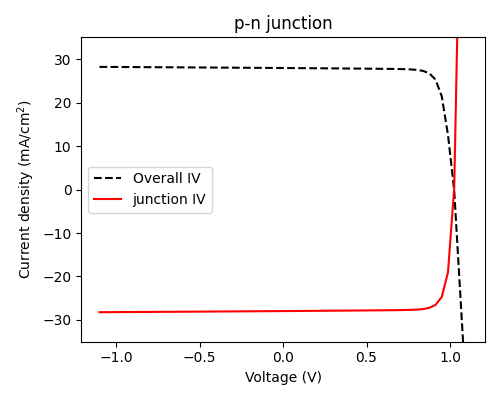 p-n junction
Current density (mA/cm²)
30
20
10
0
−10
−20
−30
Overall IV
junction IV
−1.0 −0.5 0.0 0.5 1.0
Voltage (V)